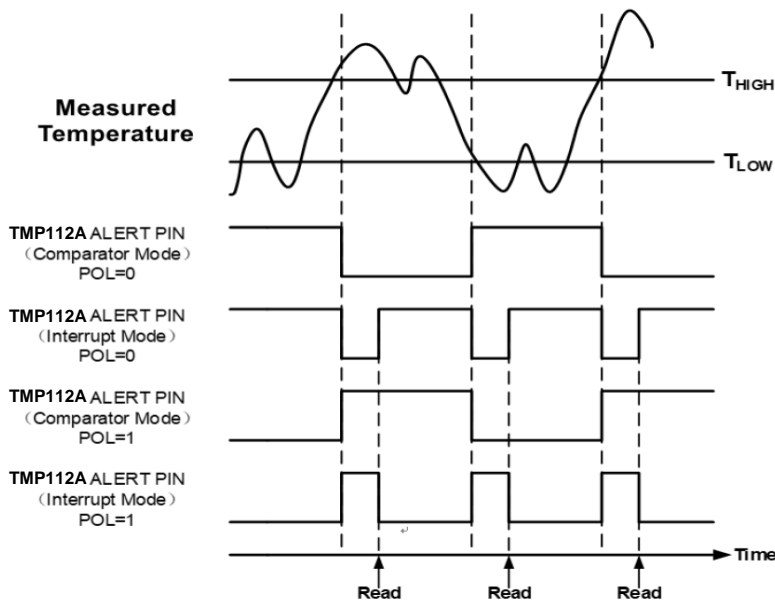 Measured
Temperature
THIGH
TLOW
TMP112A ALERT PIN
（Comparator Mode）
POL=0
TMP112A ALERT PIN
（Interrupt Mode）
POL=0
TMP112A ALERT PIN
（Comparator Mode）
POL=1
TMP112A ALERT PIN
（Interrupt Mode）
POL=1
Time
Read
Read
Read